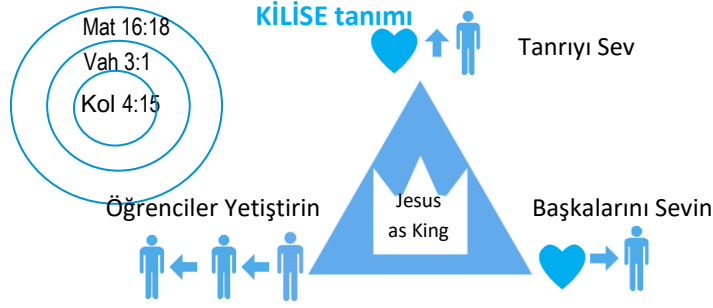 KİLİSE tanımı
Mat 16:18
Vah 3:1
Kol 4:15
Tanrıyı Sev
Öğrenciler Yetiştirin
Jesus
as King
Başkalarını Sevin